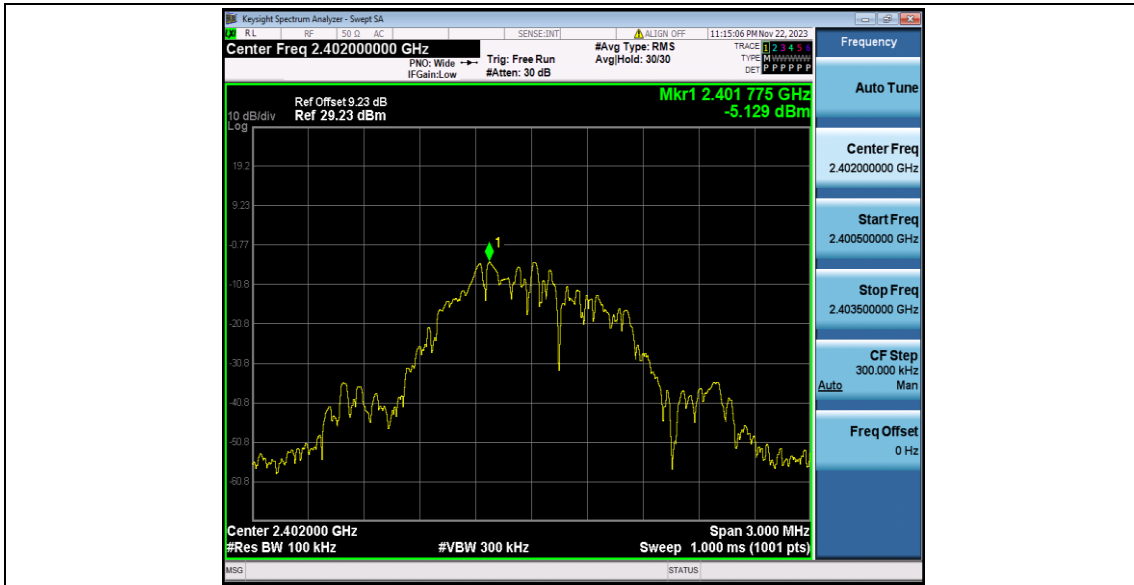 Keysight Spectrum Analyzer - Swept SA
LXI RL RF 50 Ω AC SENSE:INT ALIGN OFF 11:15:06 PM Nov 22, 2023
Center Freq 2.402000000 GHz #Avg Type: RMS TRACE 1 2 3 4 5 6
PNO: Wide Trig: Free Run Avg|Hold: 30/30 TYPE M W W W W W
IFGain:Low #Atten: 30 dB DET P P P P P P
Mkr1 2.401 775 GHz
-5.129 dBm
Ref Offset 9.23 dB
10 dB/div Ref 29.23 dBm
Log
19.2
9.23
-0.77
-10.8
-20.8
-30.8
-40.8
-50.8
-60.8
1
Center 2.402000 GHz Span 3.000 MHz
#Res BW 100 kHz #VBW 300 kHz Sweep 1.000 ms (1001 pts)
MSG STATUS
Frequency
Auto Tune
Center Freq
2.402000000 GHz
Start Freq
2.400500000 GHz
Stop Freq
2.403500000 GHz
CF Step
300.000 kHz
Auto Man
Freq Offset
0 Hz